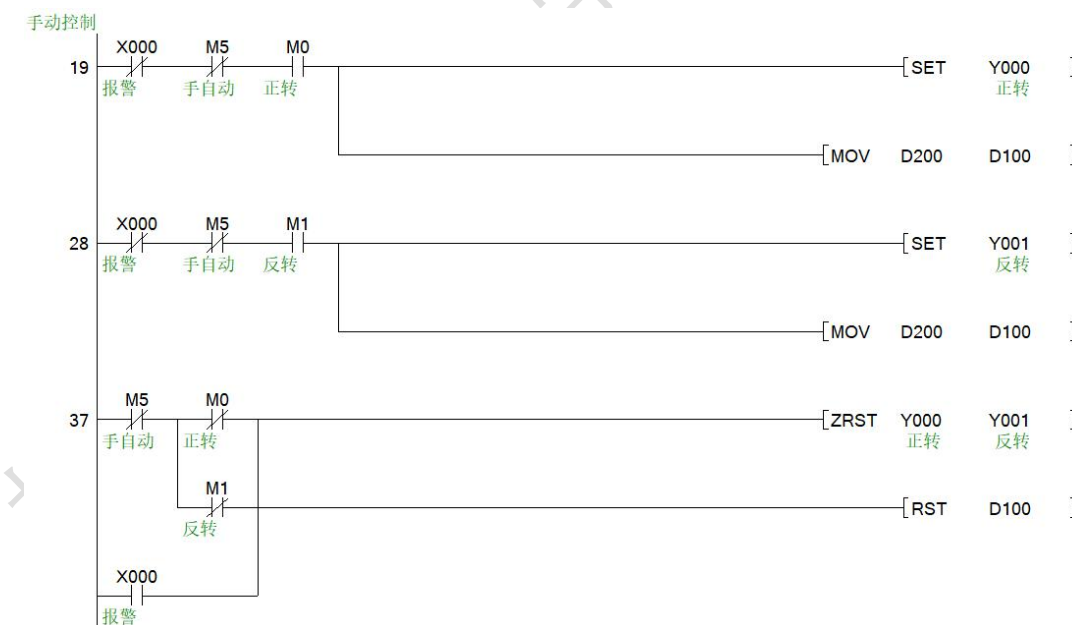 手动控制
X000 M5 M0
19 [SET Y000 ]
报警 手自动 正转 正转
[MOV D200 D100 ]
X000 M5 M1
28 [SET Y001 ]
报警 手自动 反转 反转
[MOV D200 D100 ]
M5 M0
37 [ZRST Y000 Y001 ]
手自动 正转 正转 反转
M1
[RST D100 ]
反转
X000
报警